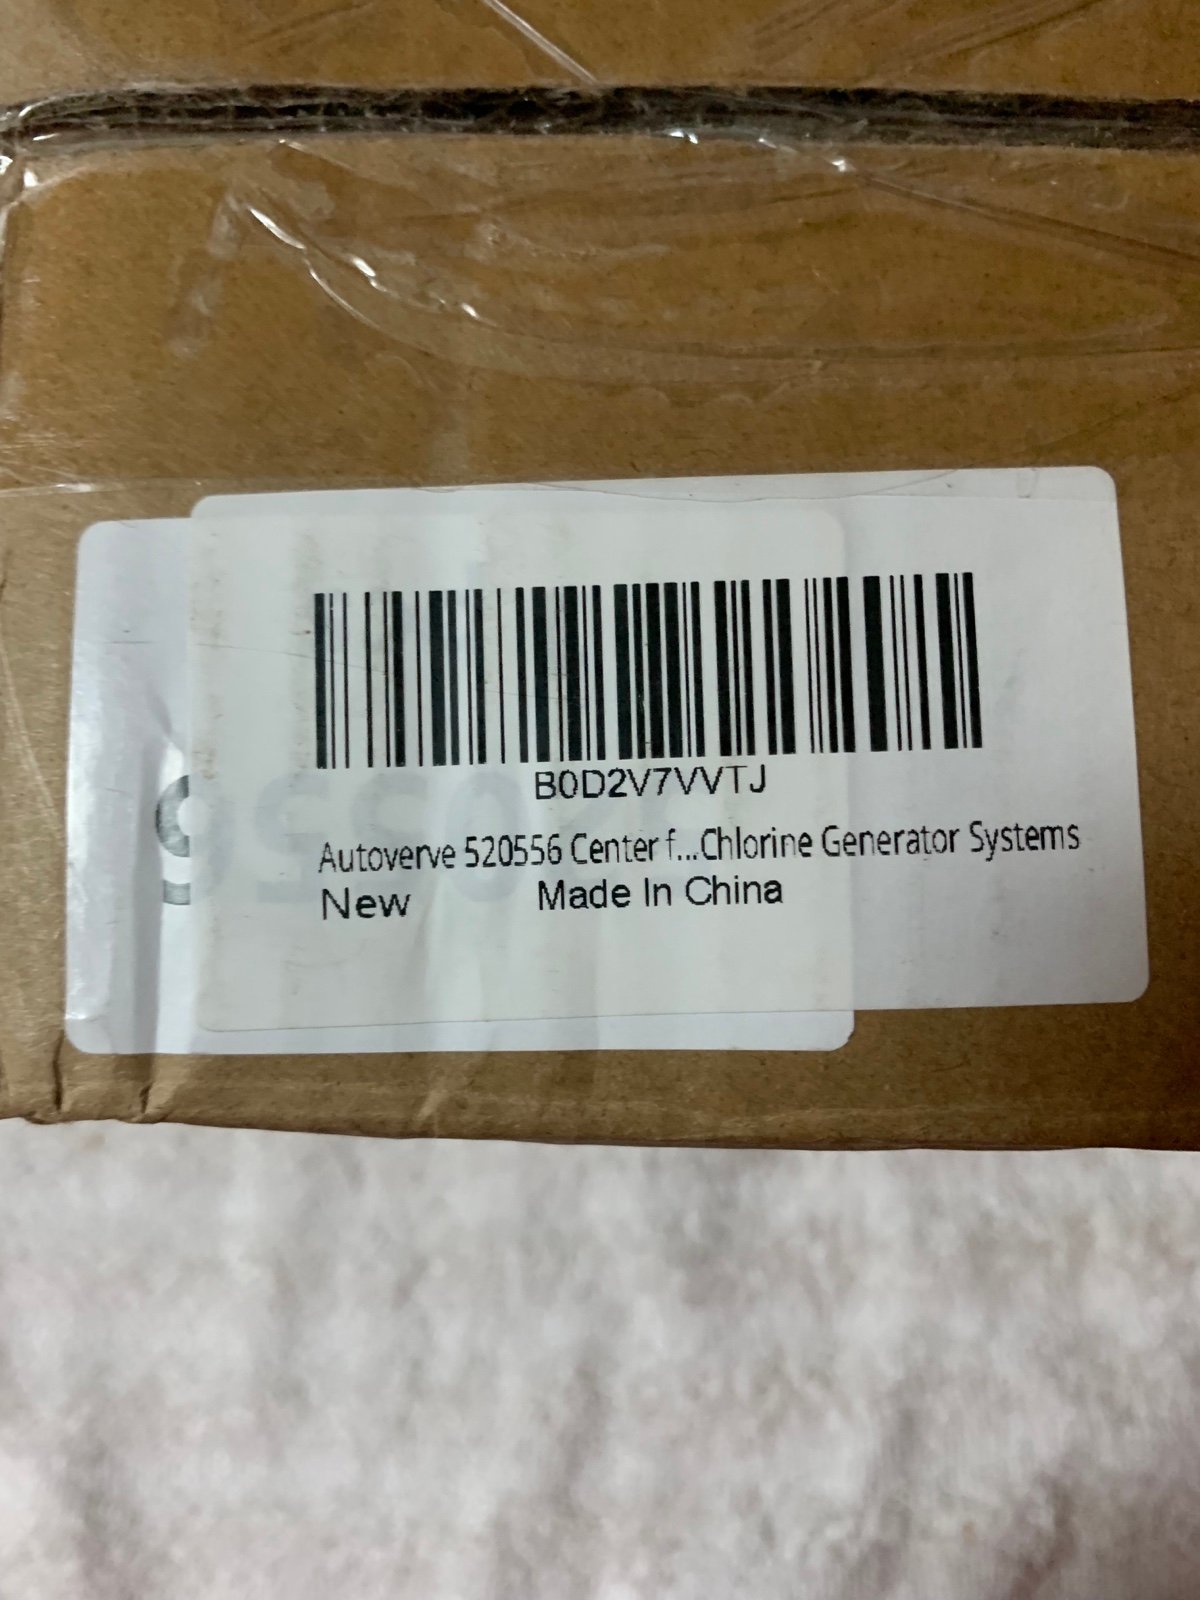 B0D2V7VVTJ
Autoverve 520556 Center f...Chlorine Generator Systems
New Made In China